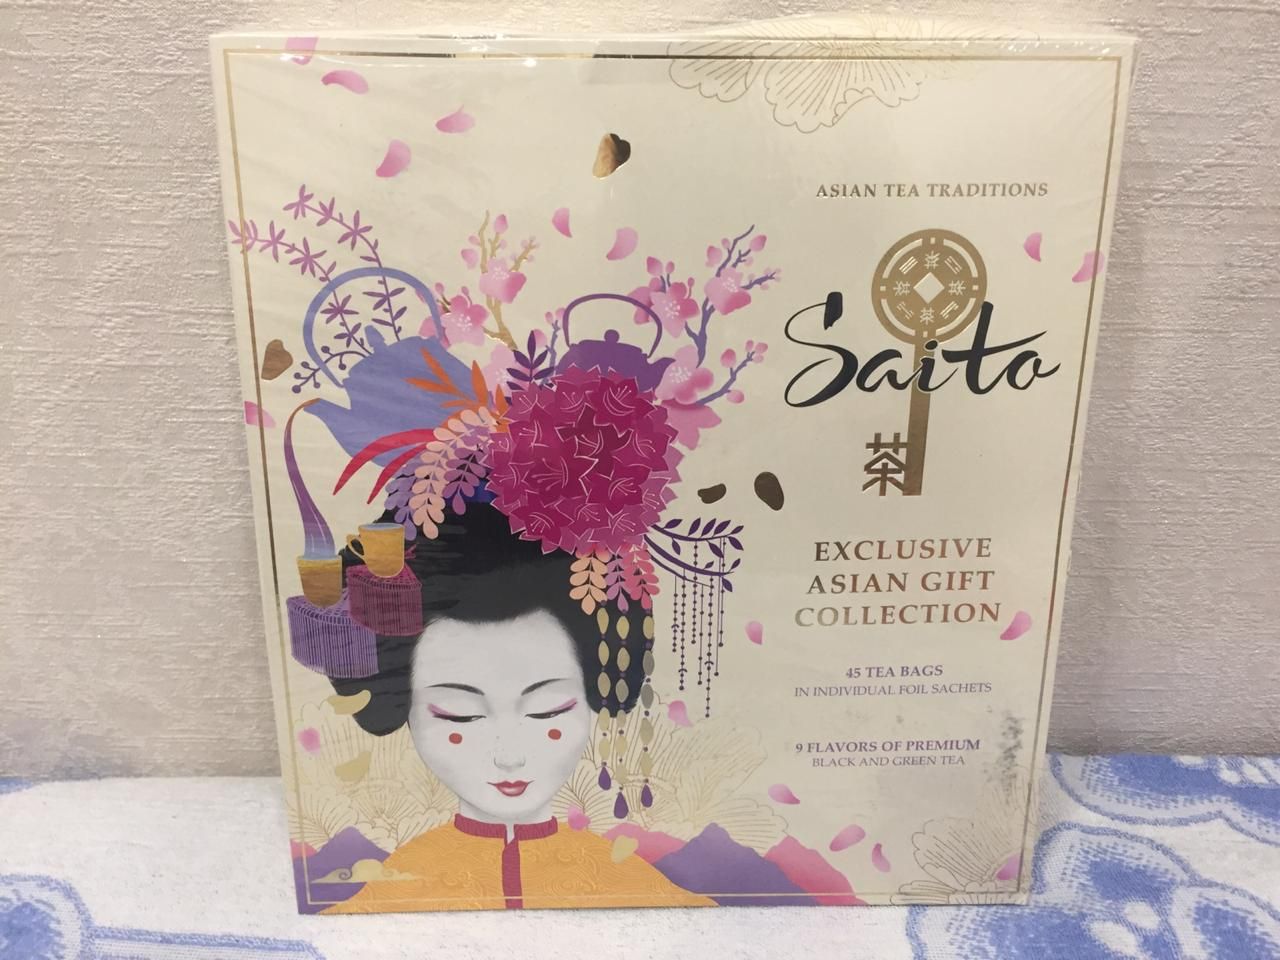 ASIAN TEA TRADITIONS
Saito
茶
EXCLUSIVE
ASIAN GIFT
COLLECTION
45 TEA BAGS
IN INDIVIDUAL FOIL SACHETS
9 FLAVORS OF PREMIUM
BLACK AND GREEN TEA